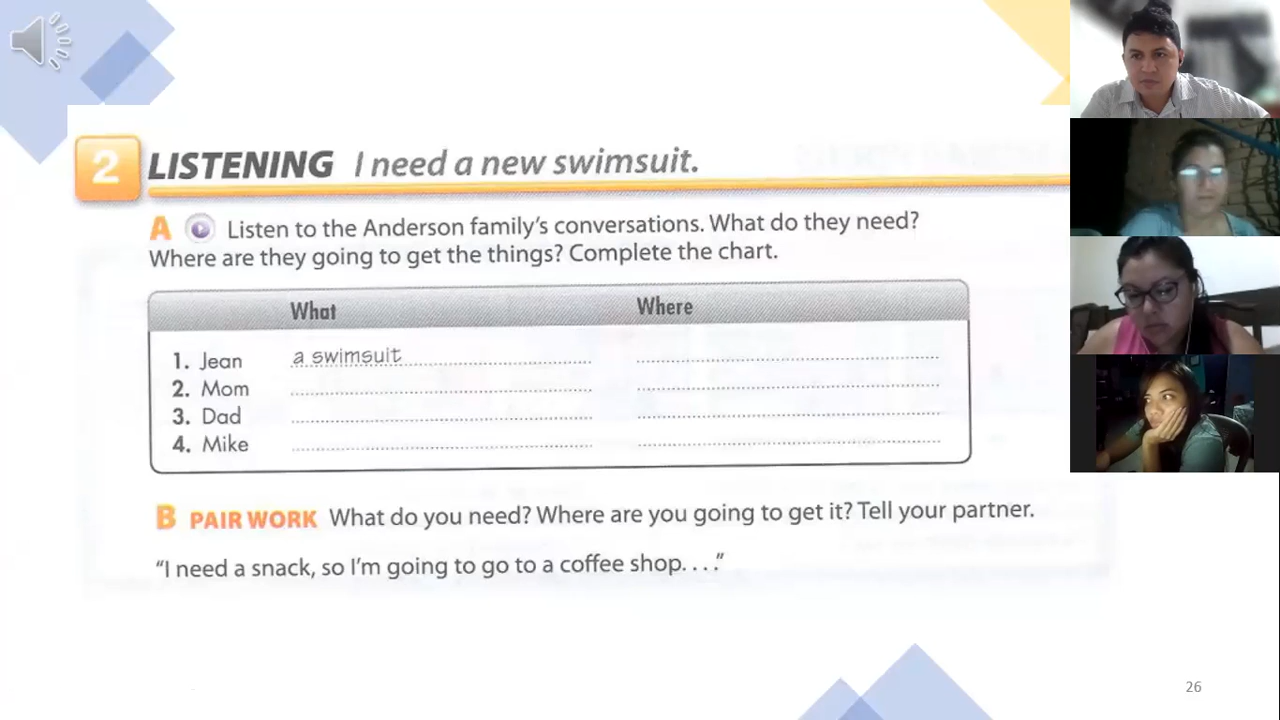 2 LISTENING I need a new swimsuit.
A Listen to the Anderson family's conversations. What do they need?
Where are they going to get the things? Complete the chart.
What Where
1. Jean a swimsuit
2. Mom
3. Dad
4. Mike
B PAIR WORK What do you need? Where are you going to get it? Tell your partner.
“I need a snack, so I'm going to go to a coffee shop. . . .”
26